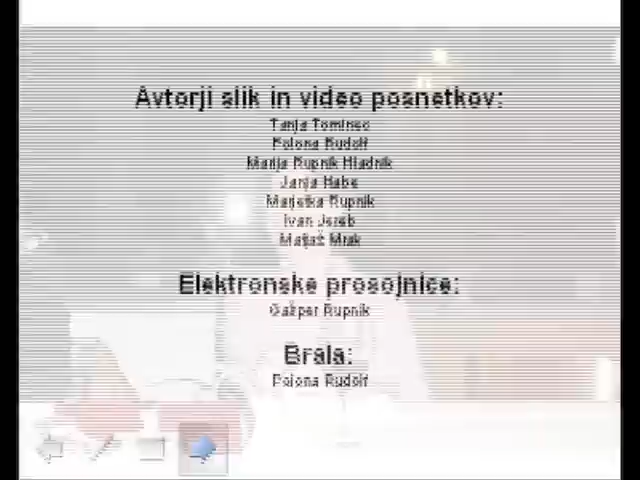 Avtorji slik in video posnetkov:
Tanja Tominec
Polona Rudolf
Marija Rupnik Hladnik
Janja Habe
Marjetka Rupnik
Ivan Jereb
Matjaž Mrak
Elektronske prosojnice:
Gašper Rupnik
Brala:
Polona Rudolf